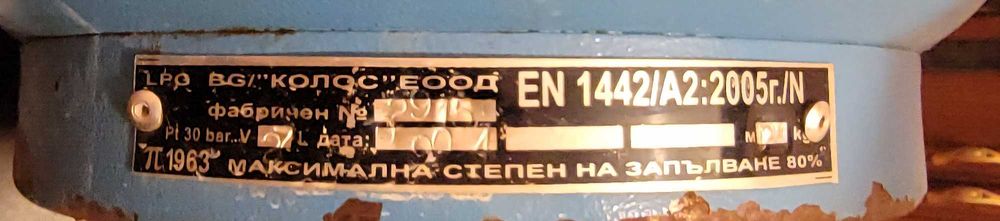 LPG BG/"КОЛОС"ЕООД EN 1442/A2:2005г./N
фабричен №
Pt 30 bar..V L дата: M kg
"π 1963" МАКСИМАЛНА СТЕПЕН НА ЗАПЪЛВАНЕ 80%